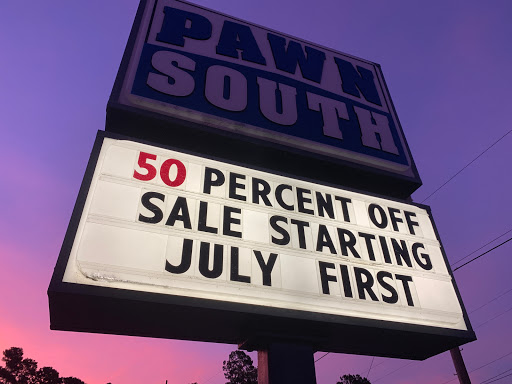 PAWN
SOUTH
50 PERCENT OFF
SALE STARTING
JULY FIRST